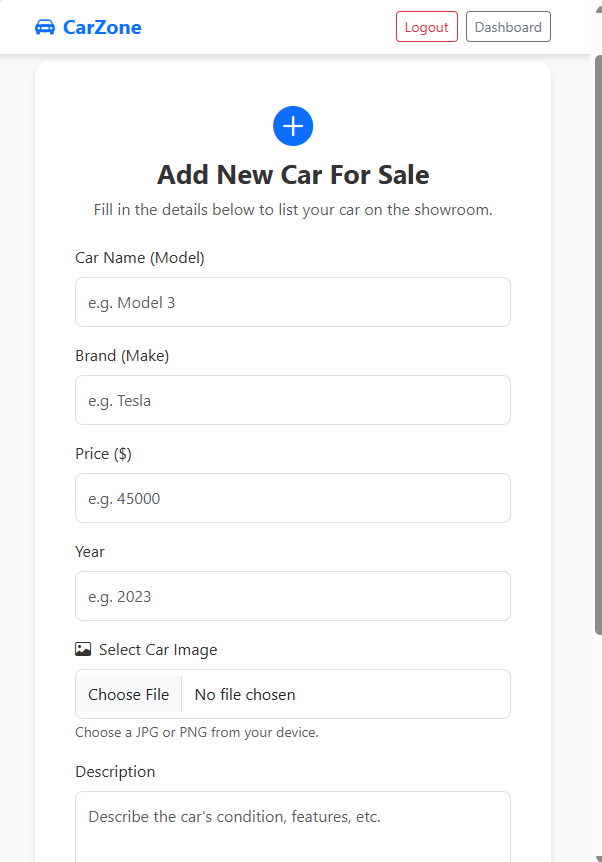 CarZone
Logout
Dashboard
Add New Car For Sale
Fill in the details below to list your car on the showroom.
Car Name (Model)
e.g. Model 3
Brand (Make)
e.g. Tesla
Price ($)
e.g. 45000
Year
e.g. 2023
Select Car Image
Choose File No file chosen
Choose a JPG or PNG from your device.
Description
Describe the car's condition, features, etc.